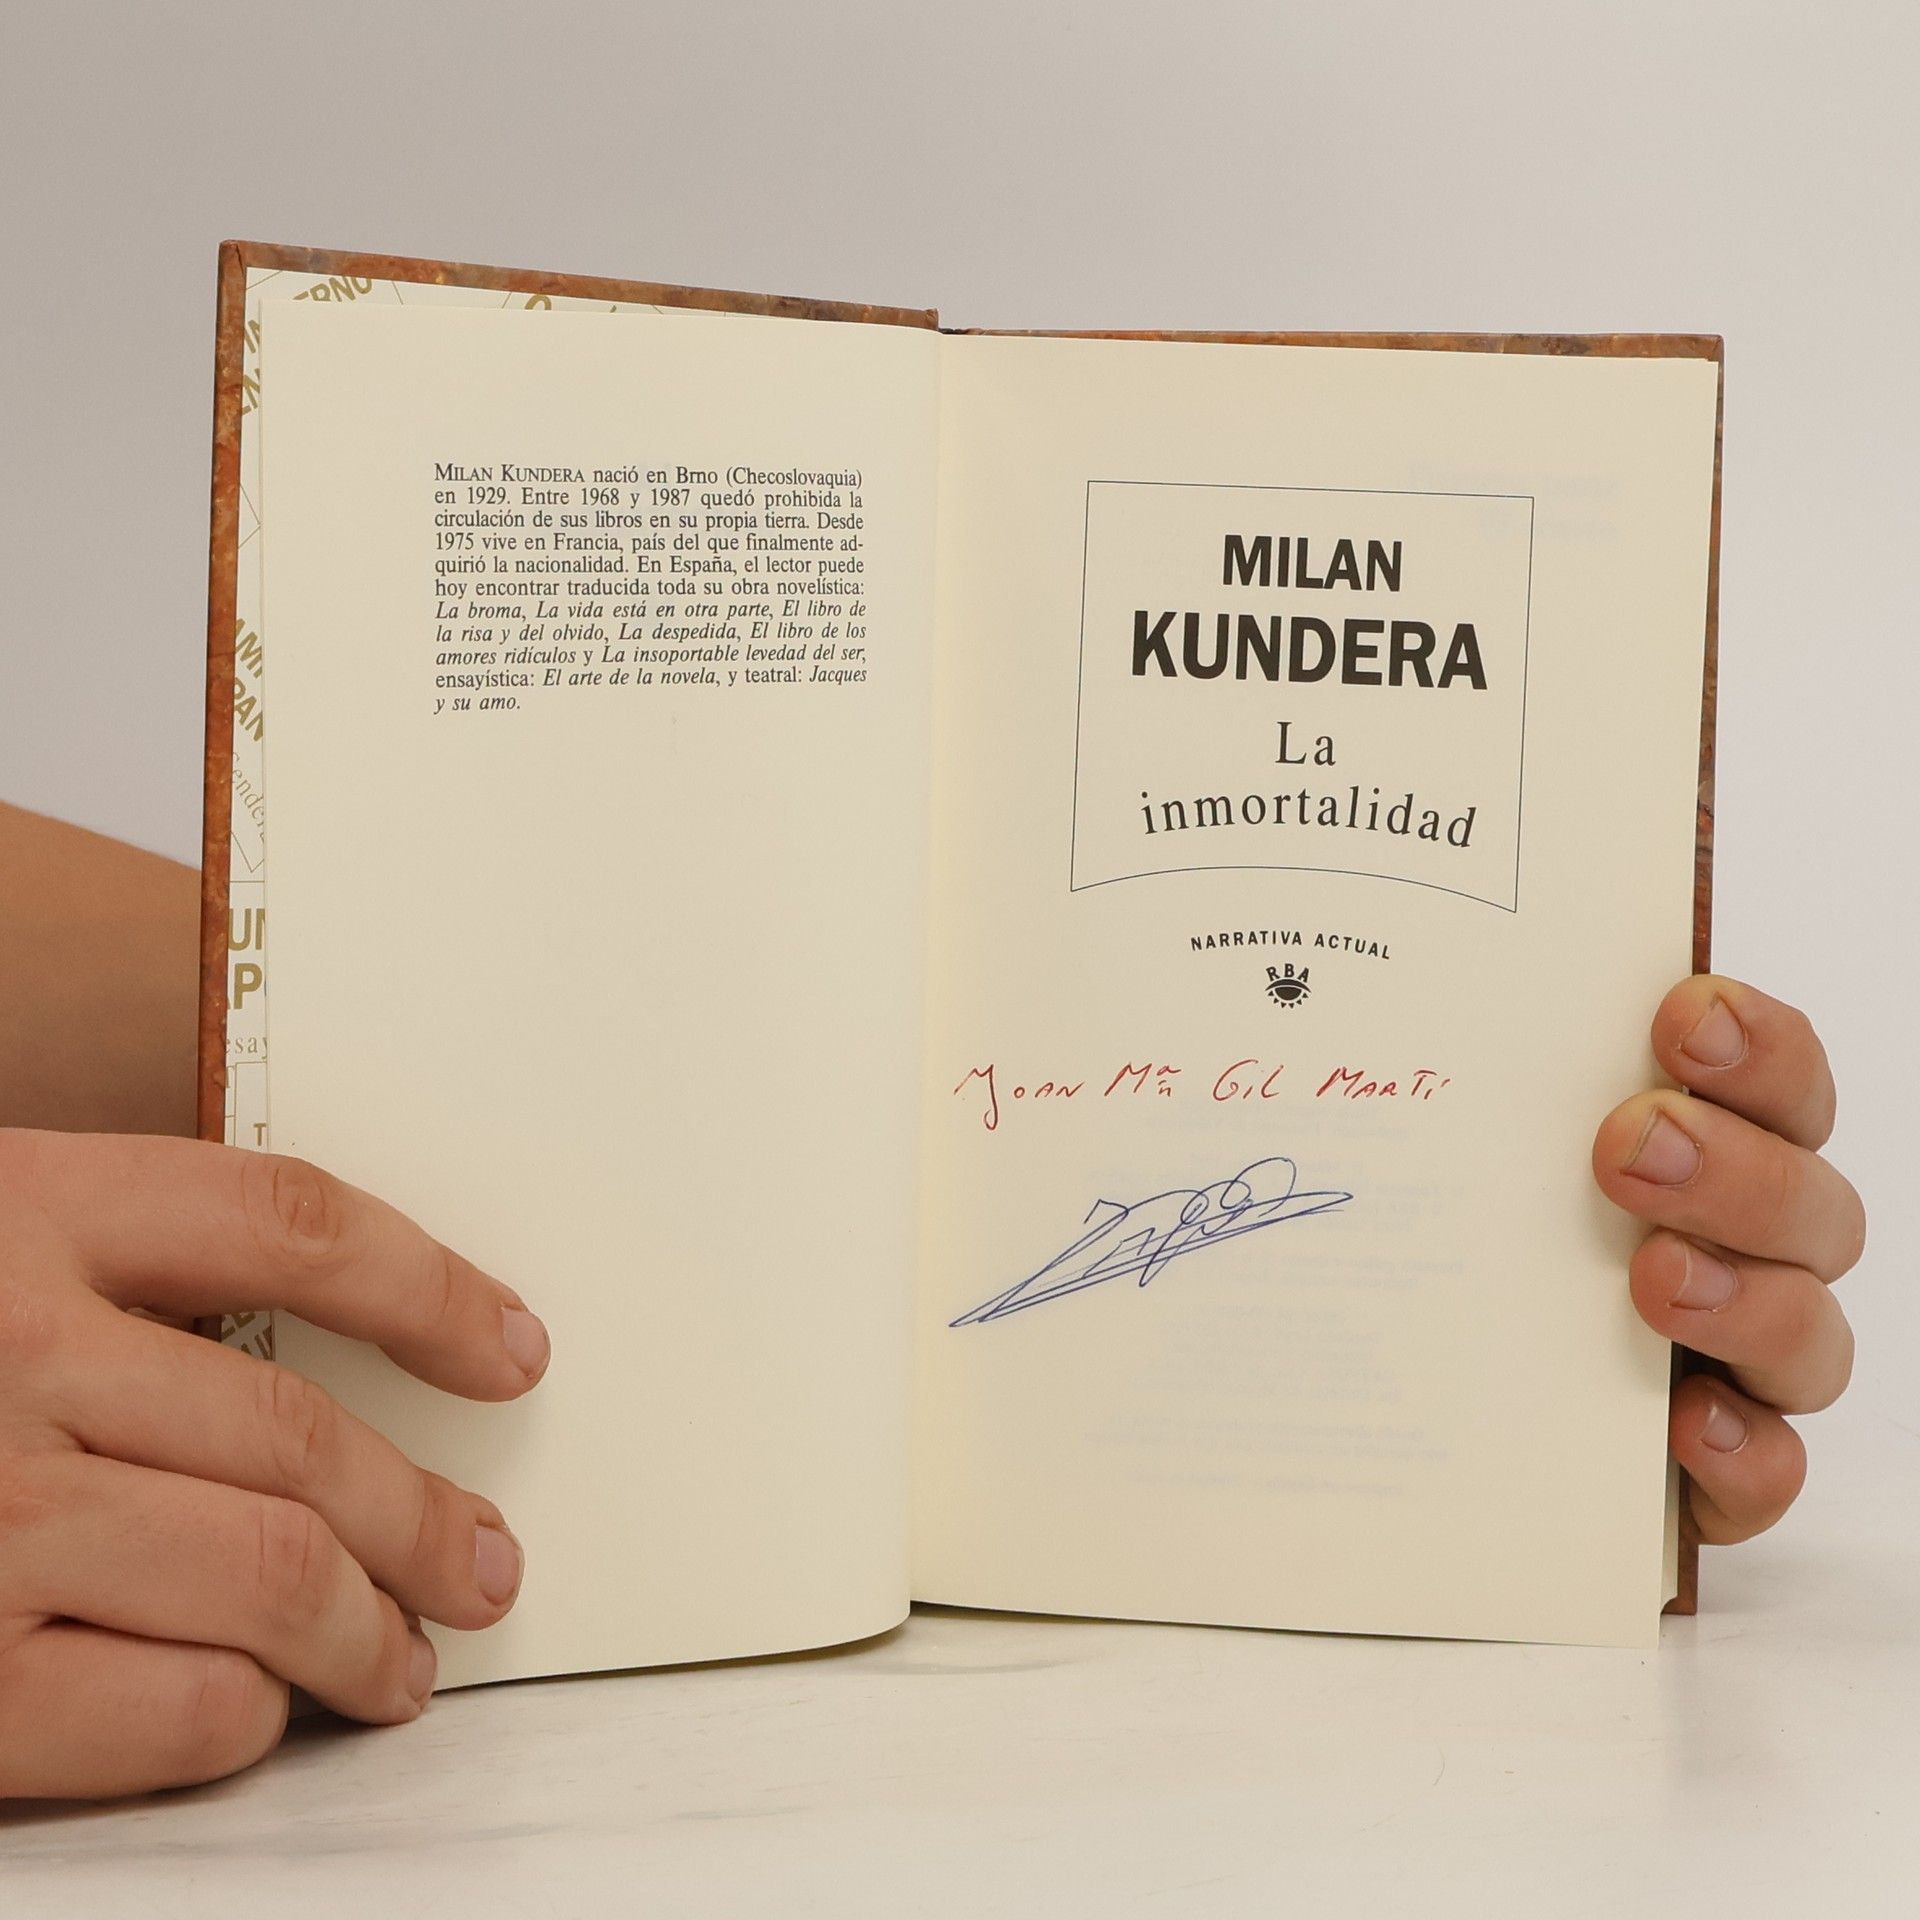 MILAN KUNDERA nació en Brno (Checoslovaquia)
en 1929. Entre 1968 y 1987 quedó prohibida la
circulación de sus libros en su propia tierra. Desde
1975 vive en Francia, país del que finalmente ad-
quirió la nacionalidad. En España, el lector puede
hoy encontrar traducida toda su obra novelística:
La broma, La vida está en otra parte, El libro de
la risa y del olvido, La despedida, El libro de los
amores ridículos y La insoportable levedad del ser,
ensayística: El arte de la novela, y teatral: Jacques
y su amo.
MILAN
KUNDERA
La
inmortalidad
NARRATIVA ACTUAL
RBA
JOAN Mª GIL MARTÍ